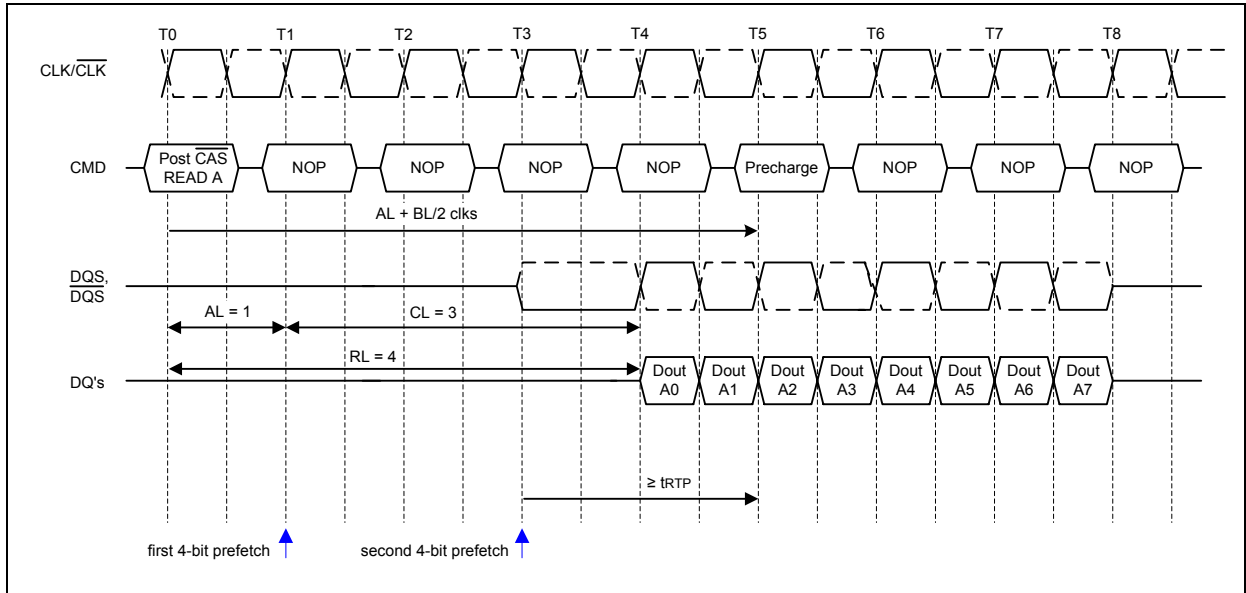 T0 T1 T2 T3 T4 T5 T6 T7 T8
CLK/CLK
CMD
Post CAS
READ A
NOP
NOP
NOP
NOP
Precharge
NOP
NOP
NOP
AL + BL/2 clks
DQS,
DQS
AL = 1
CL = 3
RL = 4
DQ's
Dout
A0
Dout
A1
Dout
A2
Dout
A3
Dout
A4
Dout
A5
Dout
A6
Dout
A7
≥ tRTP
first 4-bit prefetch
second 4-bit prefetch